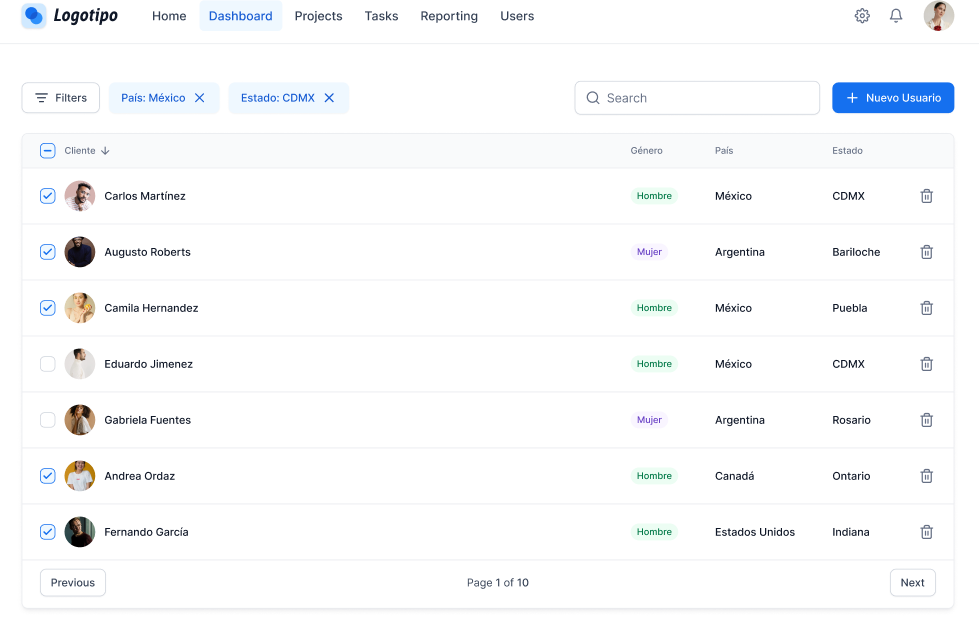 Logotipo Home Dashboard Projects Tasks Reporting Users
Filters País: México Estado: CDMX Search Nuevo Usuario
Cliente Género País Estado
Carlos Martínez Hombre México CDMX
Augusto Roberts Mujer Argentina Bariloche
Camila Hernandez Hombre México Puebla
Eduardo Jimenez Hombre México CDMX
Gabriela Fuentes Mujer Argentina Rosario
Andrea Ordaz Hombre Canadá Ontario
Fernando García Hombre Estados Unidos Indiana
Previous Page 1 of 10 Next